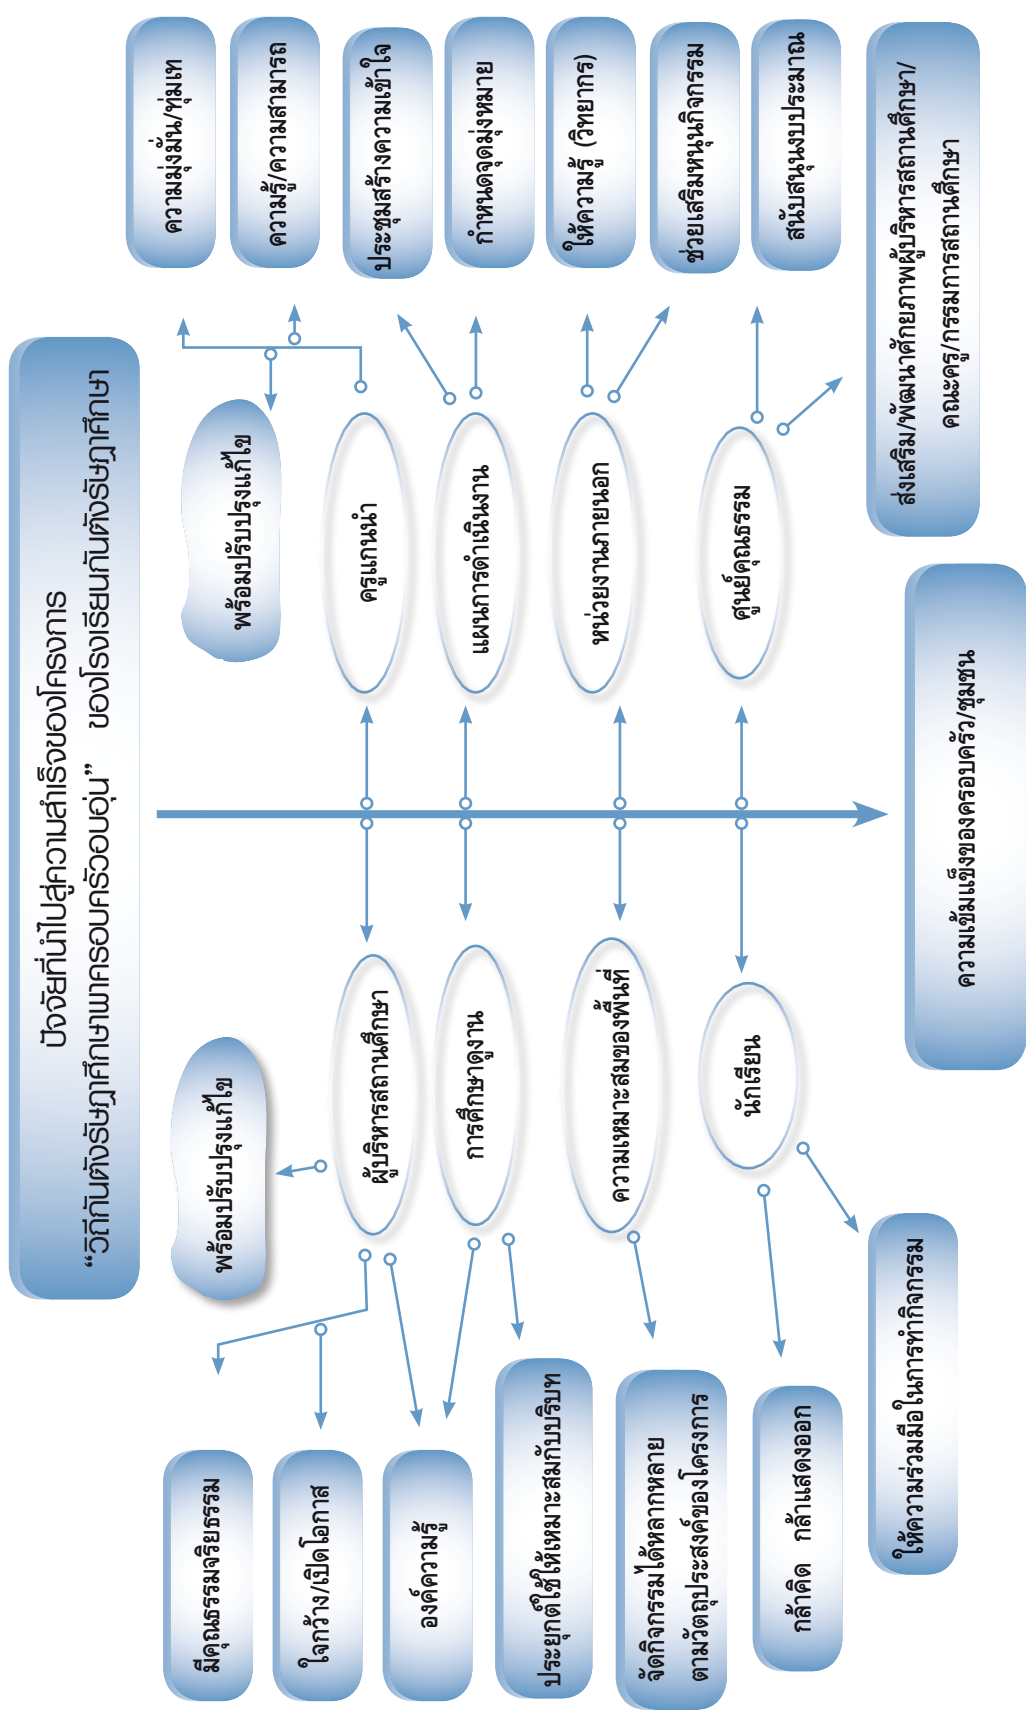 ปัจจัยที่นำไปสู่ความสำเร็จของโครงการ
“วิถีกันตังรัษฎาศึกษาพาครอบครัวอบอุ่น” ของโรงเรียนกันตังรัษฎาศึกษา
พร้อมปรับปรุงแก้ไข
พร้อมปรับปรุงแก้ไข
มีคุณธรรมจริยธรรม
ใจกว้าง/เปิดโอกาส
องค์ความรู้
ประยุกต์ใช้ให้เหมาะสมกับบริบท
จัดกิจกรรมได้หลากหลาย
ตามวัตถุประสงค์ของโครงการ
กล้าคิด กล้าแสดงออก
ให้ความร่วมมือในการทำกิจกรรม
ผู้บริหารสถานศึกษา
การศึกษาดูงาน
ความเหมาะสมของพื้นที่
นักเรียน
ครูแกนนำ
แผนการดำเนินงาน
หน่วยงานภายนอก
ศูนย์คุณธรรม
ความมุ่งมั่น/ทุ่มเท
ความรู้/ความสามารถ
ประชุมสร้างความเข้าใจ
กำหนดจุดมุ่งหมาย
ให้ความรู้ (วิทยากร)
ช่วยเสริมหนุนกิจกรรม
สนับสนุนงบประมาณ
ส่งเสริม/พัฒนาศักยภาพผู้บริหารสถานศึกษา/
คณะครู/กรรมการสถานศึกษา
ความเข้มแข็งของครอบครัว/ชุมชน